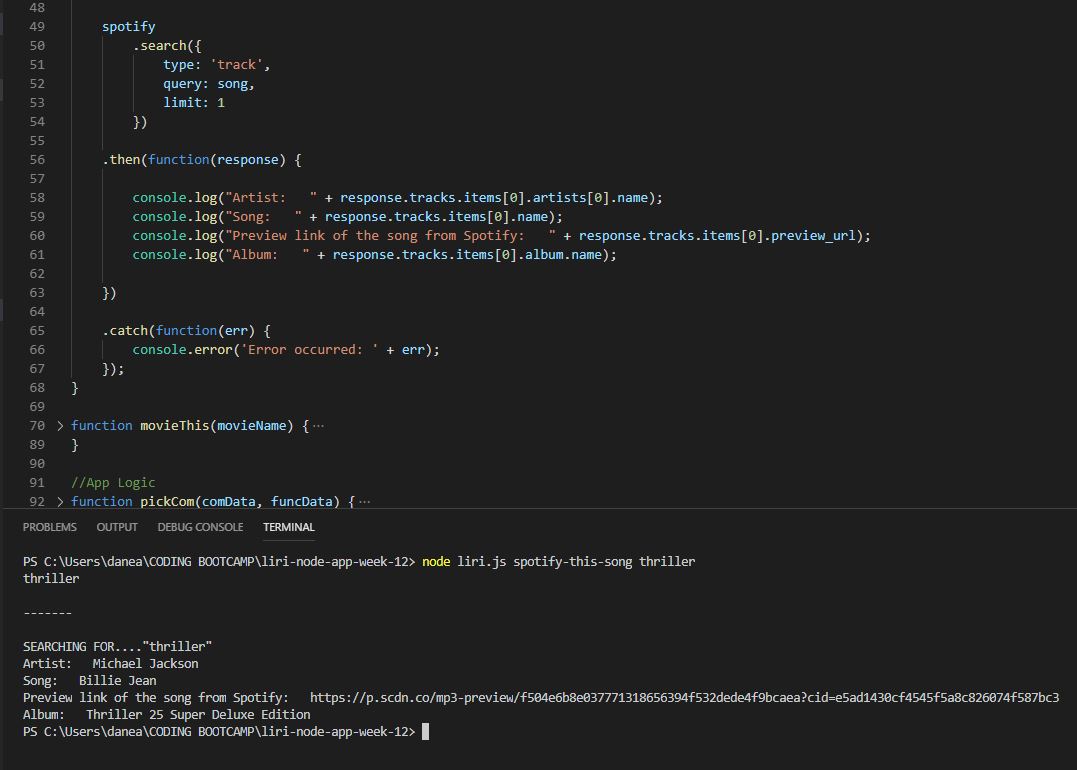 48
49 spotify
50 .search({
51 type: 'track',
52 query: song,
53 limit: 1
54 })
55
56 .then(function(response) {
57
58 console.log("Artist:   " + response.tracks.items[0].artists[0].name);
59 console.log("Song:   " + response.tracks.items[0].name);
60 console.log("Preview link of the song from Spotify:   " + response.tracks.items[0].preview_url);
61 console.log("Album:   " + response.tracks.items[0].album.name);
62
63 })
64
65 .catch(function(err) {
66 console.error('Error occurred: ' + err);
67 });
68 }
69
70 > function movieThis(movieName) { ···
89 }
90
91 //App Logic
92 > function pickCom(comData, funcData) { ···
PROBLEMS OUTPUT DEBUG CONSOLE TERMINAL
PS C:\Users\danea\CODING BOOTCAMP\liri-node-app-week-12> node liri.js spotify-this-song thriller
thriller
-------
SEARCHING FOR...."thriller"
Artist:   Michael Jackson
Song:   Billie Jean
Preview link of the song from Spotify:   https://p.scdn.co/mp3-preview/f504e6b8e037771318656394f532dede4f9bcaea?cid=e5ad1430cf4545f5a8c826074f587bc3
Album:   Thriller 25 Super Deluxe Edition
PS C:\Users\danea\CODING BOOTCAMP\liri-node-app-week-12>